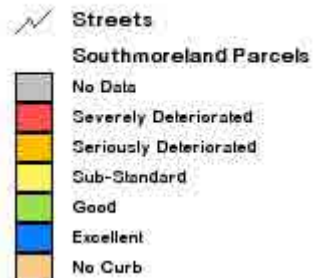 Streets
Southmoreland Parcels
No Data
Severely Deteriorated
Seriously Deteriorated
Sub-Standard
Good
Excellent
No Curb